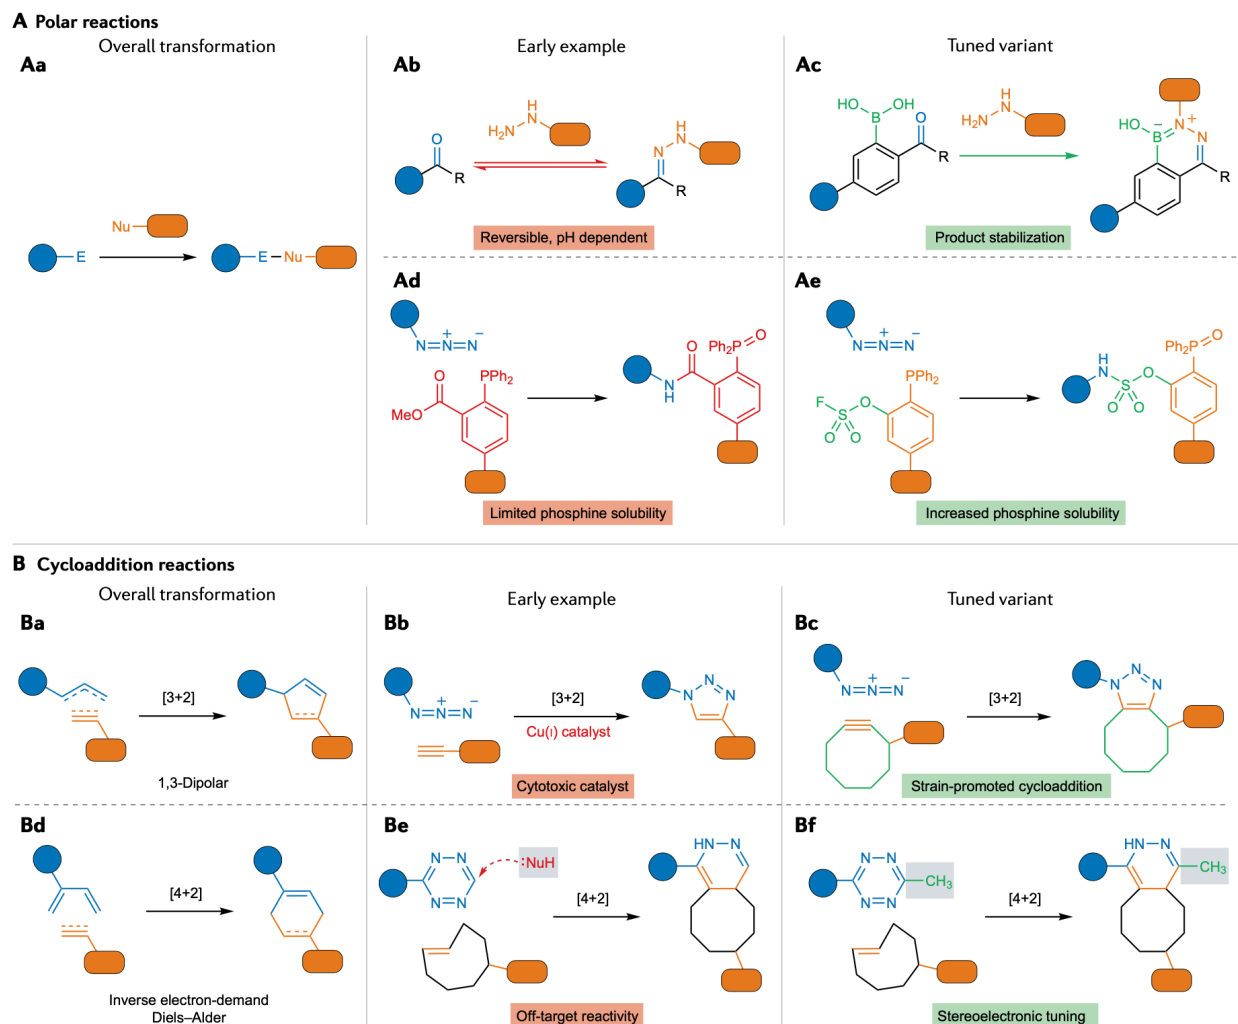 A Polar reactions
Overall transformation
Early example
Tuned variant
Aa
Nu
E
E
Nu
Ab
O
R
H
H2N
N
H
N
N
R
Reversible, pH dependent
Ac
HO
OH
B
O
R
H
H2N
N
HO
B
−
N
+
N
R
Product stabilization
Ad
N=N=N
+
−
O
MeO
PPh2
O
N
H
Ph2P
O
Limited phosphine solubility
Ae
N=N=N
+
−
PPh2
F
S
O
O
O
H
N
S
O
O
O
Ph2P
O
Increased phosphine solubility
B Cycloaddition reactions
Overall transformation
Early example
Tuned variant
Ba
[3+2]
1,3-Dipolar
Bb
N=N=N
+
−
[3+2]
Cu(I) catalyst
N
N
N
Cytotoxic catalyst
Bc
N=N=N
+
−
[3+2]
N
N
N
Strain-promoted cycloaddition
Bd
[4+2]
Inverse electron-demand
Diels–Alder
Be
N
N
N
N
:NuH
[4+2]
HN
N
Off-target reactivity
Bf
N
N
N
N
CH3
[4+2]
HN
N
CH3
Stereoelectronic tuning